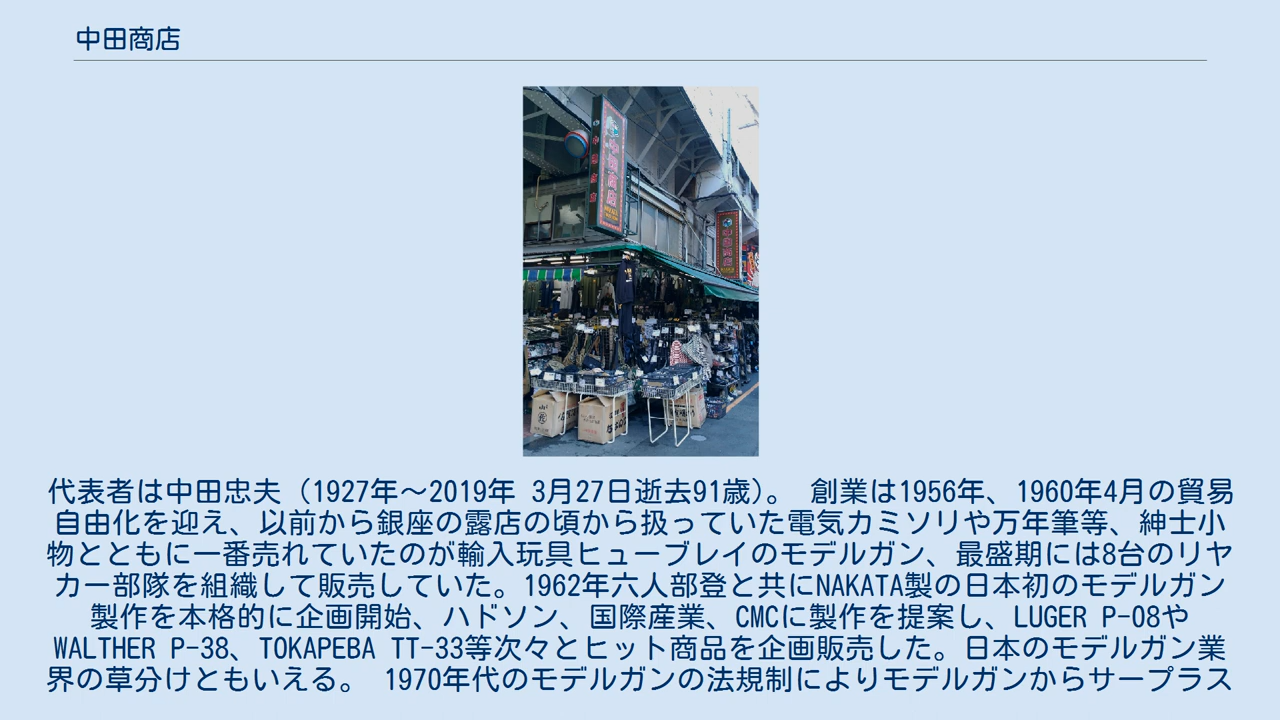 中田商店
中田商店
中田商店
代表者は中田忠夫（1927年～2019年 3月27日逝去91歳）。 創業は1956年、1960年4月の貿易
自由化を迎え、以前から銀座の露店の頃から扱っていた電気カミソリや万年筆等、紳士小
物とともに一番売れていたのが輸入玩具ヒューブレイのモデルガン、最盛期には8台のリヤ
カー部隊を組織して販売していた。1962年六人部登と共にNAKATA製の日本初のモデルガン
製作を本格的に企画開始、ハドソン、国際産業、CMCに製作を提案し、LUGER P-08や
WALTHER P-38、TOKAPEBA TT-33等次々とヒット商品を企画販売した。日本のモデルガン業
界の草分けともいえる。 1970年代のモデルガンの法規制によりモデルガンからサープラス